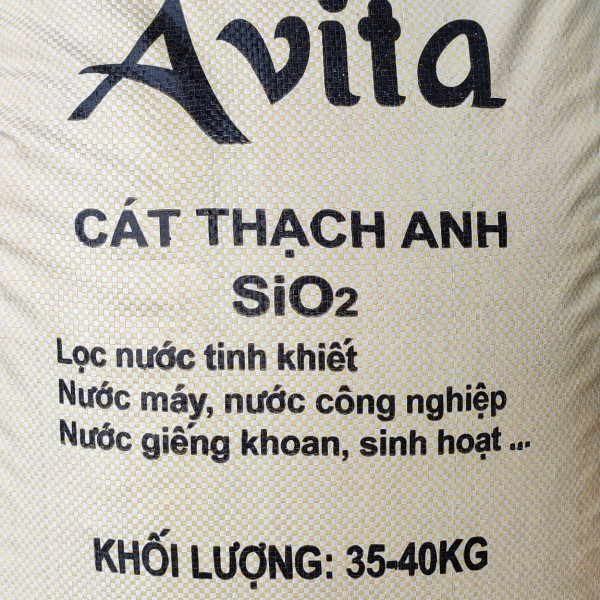 Avita
CÁT THẠCH ANH
SiO2
Lọc nước tinh khiết
Nước máy, nước công nghiệp
Nước giếng khoan, sinh hoạt ...
KHỐI LƯỢNG: 35-40KG